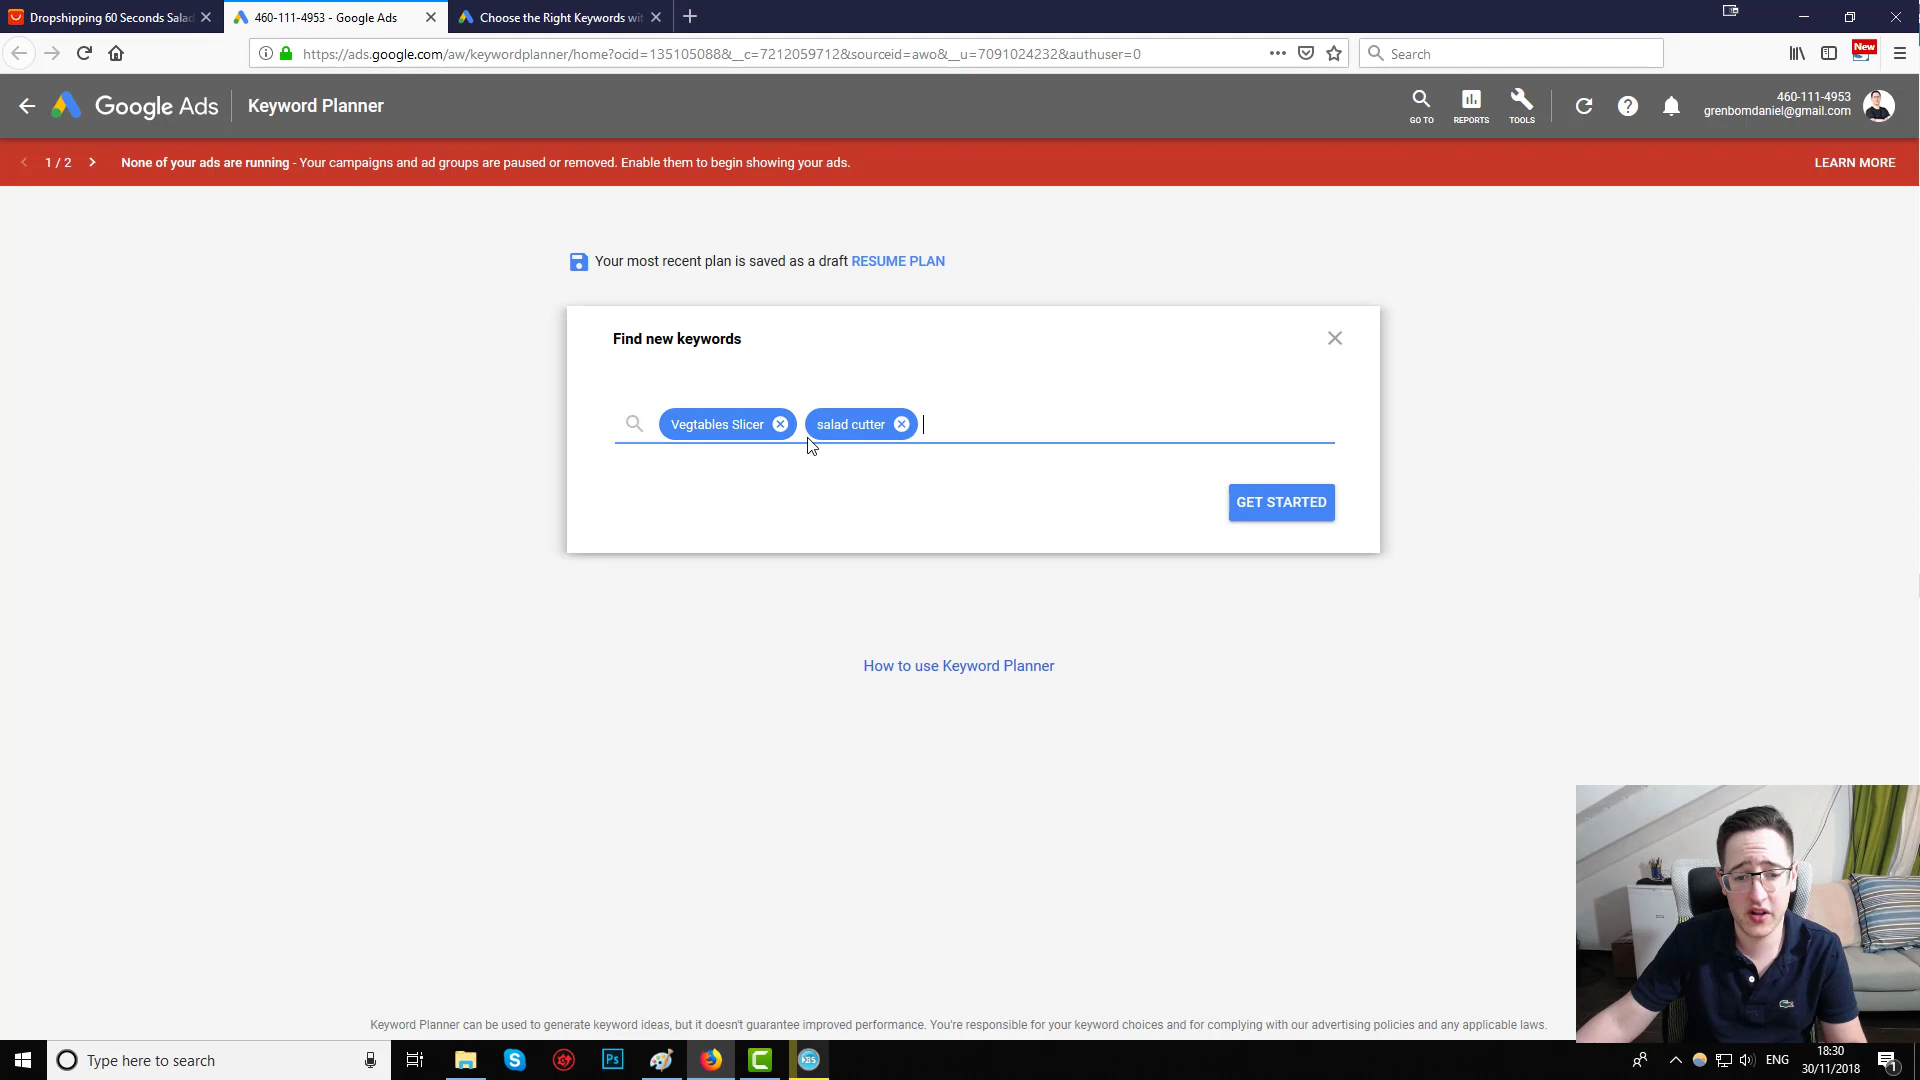 Dropshipping 60 Seconds Salad
460-111-4953 - Google Ads
Choose the Right Keywords wit
https://ads.google.com/aw/keywordplanner/home?ocid=135105088&__c=7212059712&sourceid=awo&__u=7091024232&authuser=0
Search
New
Google Ads
Keyword Planner
GO TO
REPORTS
TOOLS
460-111-4953
grenbomdaniel@gmail.com
1 / 2
None of your ads are running - Your campaigns and ad groups are paused or removed. Enable them to begin showing your ads.
LEARN MORE
Your most recent plan is saved as a draft RESUME PLAN
Find new keywords
Vegtables Slicer
salad cutter
GET STARTED
How to use Keyword Planner
Keyword Planner can be used to generate keyword ideas, but it doesn't guarantee improved performance. You're responsible for your keyword choices and for complying with our advertising policies and any applicable laws.
Type here to search
Ps
ENG
18:30
30/11/2018
1